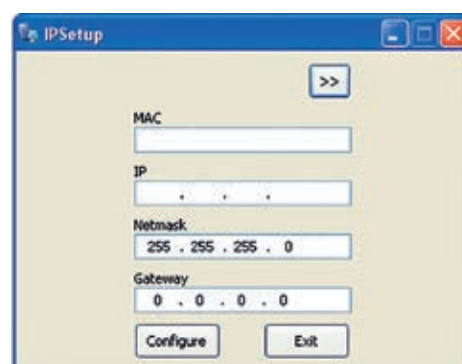 IPSetup
>>
MAC
IP
. . .
Netmask
255 . 255 . 255 . 0
Gateway
0 . 0 . 0 . 0
Configure Exit